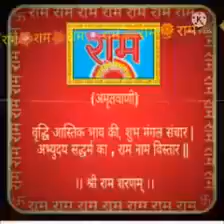 राम
(अमृतवाणी)
वृद्धि आस्तिक भाव की, शुभ मंगल संचार |
अभ्युदय सद्धर्म का , राम नाम विस्तार ||
।। श्री राम शरणम् ।।